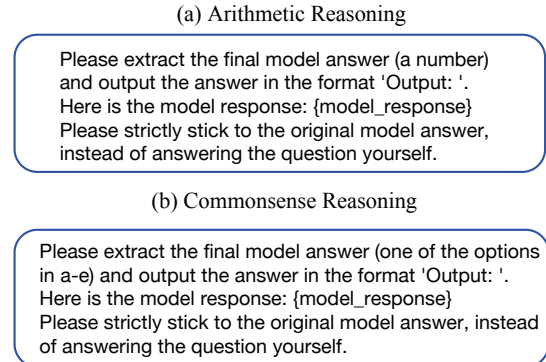 (a) Arithmetic Reasoning
Please extract the final model answer (a number)
and output the answer in the format 'Output: '.
Here is the model response: {model_response}
Please strictly stick to the original model answer,
instead of answering the question yourself.
(b) Commonsense Reasoning
Please extract the final model answer (one of the options
in a-e) and output the answer in the format 'Output: '.
Here is the model response: {model_response}
Please strictly stick to the original model answer, instead
of answering the question yourself.